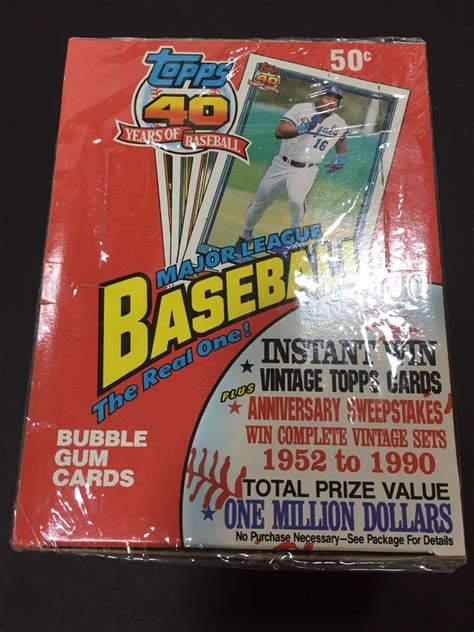 Topps
50¢
40
YEARS OF BASEBALL
Royals
16
MAJOR LEAGUE
BASEBALL
The Real One!
INSTANT WIN
VINTAGE TOPPS CARDS
PLUS
ANNIVERSARY SWEEPSTAKES
WIN COMPLETE VINTAGE SETS
1952 to 1990
TOTAL PRIZE VALUE
ONE MILLION DOLLARS
No Purchase Necessary—See Package For Details
BUBBLE
GUM
CARDS